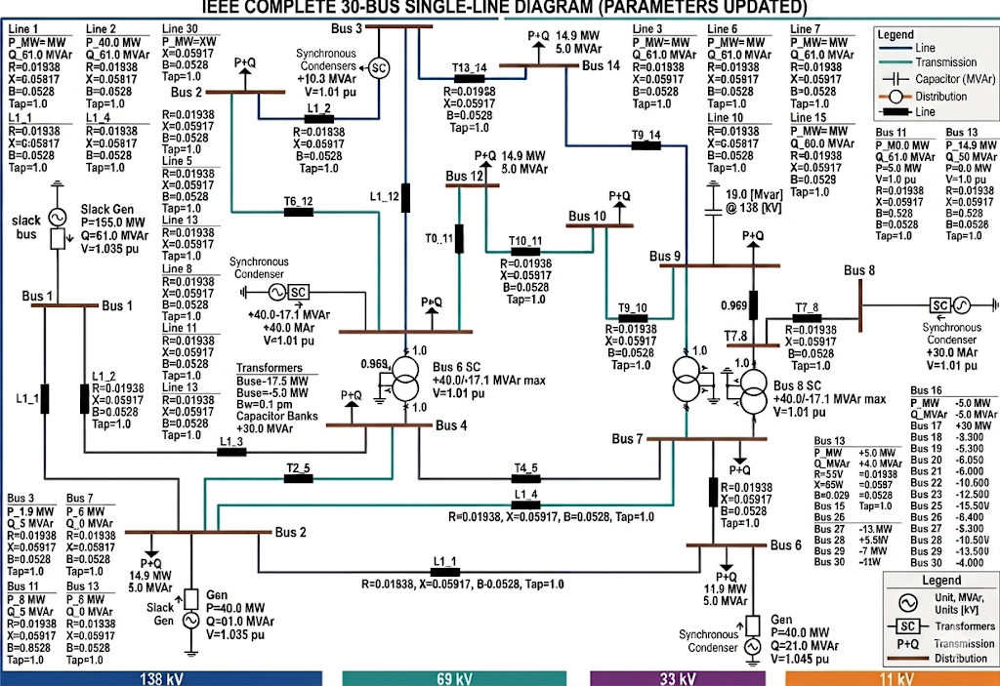 IEEE COMPLETE 30-BUS SINGLE-LINE DIAGRAM (PARAMETERS UPDATED)
Line 1
P_MW=MW
Q_61.0 MVAr
R=0.01938
X=0.05817
B=0.0528
Tap=1.0
Line 2
P_40.0 MW
Q_61.0 MVAr
R=0.01938
X=0.05817
B=0.0528
Tap=1.0
Line 30
P_MW=XW
X=0.05917
B=0.0528
Tap=1.0
L1_1
R=0.01938
X=G:05817
B=0.0528
Tap=1.0
L1_4
R=0.01938
X=0.05917
B=0.0528
Tap=1.0
R=0.01938
X=0.05917
B=0.0528
Tap=1.0
Line 5
R=0.01938
X=0.05917
B=0.0528
Tap=1.0
Line 13
R=0.01938
X=0.05917
Tap=1.0
Line 8
R=0.01938
X=0.05917
B=0.0528
Tap=1.0
Line 11
R=0.01938
X=0.05917
B=0.0528
Tap=1.0
Line 13
R=0.01938
X=0.05917
B=0.0528
Tap=1.0
P+Q
Bus 2
Bus 3
Synchronous
Condensers
+10.3 MVAr
V=1.01 pu
SC
L1_2
R=0.01838
X=0.05817
B=0.0528
Tap=1.0
T13_14
R=0.01958
X=0.05917
B=0.0528
Tap=1.0
P+Q
14.9 MW
5.0 MVAr
Bus 14
T9_14
Line 3
P_MW=MW
Q_61.0 MVAr
R=0.01938
X=0.05817
B=0.0528
Tap=1.0
Line 6
P_MW=MW
Q_61.0 MVAr
R=0.01938
X=0.05817
B=0.0528
Tap=1.0
Line 7
P_MW=MW
Q_61.0 MVAr
R=0.01938
X=0.05817
B=0.0528
Tap=1.0
Line 10
R=0.01938
X=G.05817
B=0.0528
Tap=1.0
Line 1S
P_MW= MW
Q_60.0 MVAr
R=0.01938
X=0.05917
B=0.0529
Tap=1.0
Legend
Line
Transmission
Capacitor (MVAr)
Distribution
Line
Bus 11
P_M0.0 MW
Q_61.0 MVAr
P=5.0 MW
V=1.0 pu
R=0.01938
X=0.05917
B=0.528
Tap=1.0
Bus 13
P_14.9 MW
Q_50 MVAr
P=0.0 MW
V=1.0 pu
R=0.01938
X=0.05917
B=0.0528
Tap=1.0
slack
bus
Slack Gen
P=155.0 MW
Q=61.0 MVAr
V=1.035 pu
Bus 1
Bus 1
L1_1
L1_2
R=0.01938
X=0.05917
B>0.0528
Tap=1.0
T6_12
L1_12
P+Q
14.9 MW
5.0 MVAr
Bus 12
T0_11
T10_11
R=0.01938
X=0.05917
B=0.0528
Tap=1.0
P+Q
Bus 10
19.0 [Mvar]
@ 138 [kV]
P+Q
Bus 9
Bus 8
T9_10
R=0.01938
X=0.05917
B=0.0528
Tap=1.0
0.969
T7.8
T7_8
R=0.01938
X=0.05917
B=0.0528
Tap=1.0
SC
Synchronous
Condenser
+30.0 MAr
V=1.01 pu
Synchronous
Condenser
SC
+40.0-17.1 MVAr
+40.0 MAr
V=1.01 pu
P+Q
1.0
0.969
1.0
Bus 6 SC
+40.0/-17.1 MVAr max
V=1.01 pu
1.0
1.0
Bus 8 SC
+40.0/-17.1 MVAr max
V=1.01 pu
Transformers
Buse-17.5 MW
Buse=-5.0 MW
Bw=0.1 pm
Capacitor Banks
+30.0 MVAr
P+Q
Bus 4
L1_3
T2_5
T4_5
L1_4
R=0.01938, X=0.05917, B=0.0528, Tap=1.0
Bus 7
P+Q
R=0.01938
X=0.05917
B=0.0528
Tap=1.0
Bus 13
P_MW +5.0 MW
Q_MVAr +4.0 MVAr
R=55V =0.01938
X=65W =0.0587
B=0.029 =0.0528
Bus 15 Tap=1.0
Bus 26
Bus 27 -13.MW
Bus 28 +5.5NV
Bus 29 -7 MW
Bus 30 -11W
Bus 16
P_MW -5.0 MW
Q_MVAr -5.0 MVAr
Bus 17 +30 MW
Bus 18 -3.300
Bus 19 -5.300
Bus 20 -6.050
Bus 21 -6.000
Bus 22 -10.600
Bus 23 -12.500
Bus 25 -15.50V
Bus 26 -8.400
Bus 27 -S.300
Bus 28 -10.50V
Bus 29 -13.50V
Bus 30 -4.000
Bus 3
P_1.9 MW
Q_S MVAr
R=0.01938
X=0.05917
B=0.0528
Tap=1.0
Bus 7
P_6 MW
Q_0 MVAr
R=0.01938
X=0.05917
B=0.0528
Tap=1.0
Bus 11
P_8 MW
Q_5 MVAr
R=0.01938
X=0.05917
B=0.8528
Tap=1.0
Bus 13
P_8 MW
Q_0 MVAr
R=0.01338
X=0.05917
B=0.0528
Tap=1.0
Bus 2
P+Q
14.9 MW
5.0 MVAr
Slack
Gen
Gen
P=40.0 MW
Q=01.0 MVAr
V=1.035 pu
L1_1
R=0.01838, X=0.05917, B-0.0528, Tap=1.0
Bus 6
P+Q
11.9 MW
6.0 MVAr
Synchronous
Condenser
Gen
P=40.0 MW
Q=21.0 MVAr
V=1.045 pu
Legend
Unit, MVAr,
Units [kV]
SC
Transformers
P+Q
Transmission
Distribution
138 kV
69 kV
33 kV
11 kV